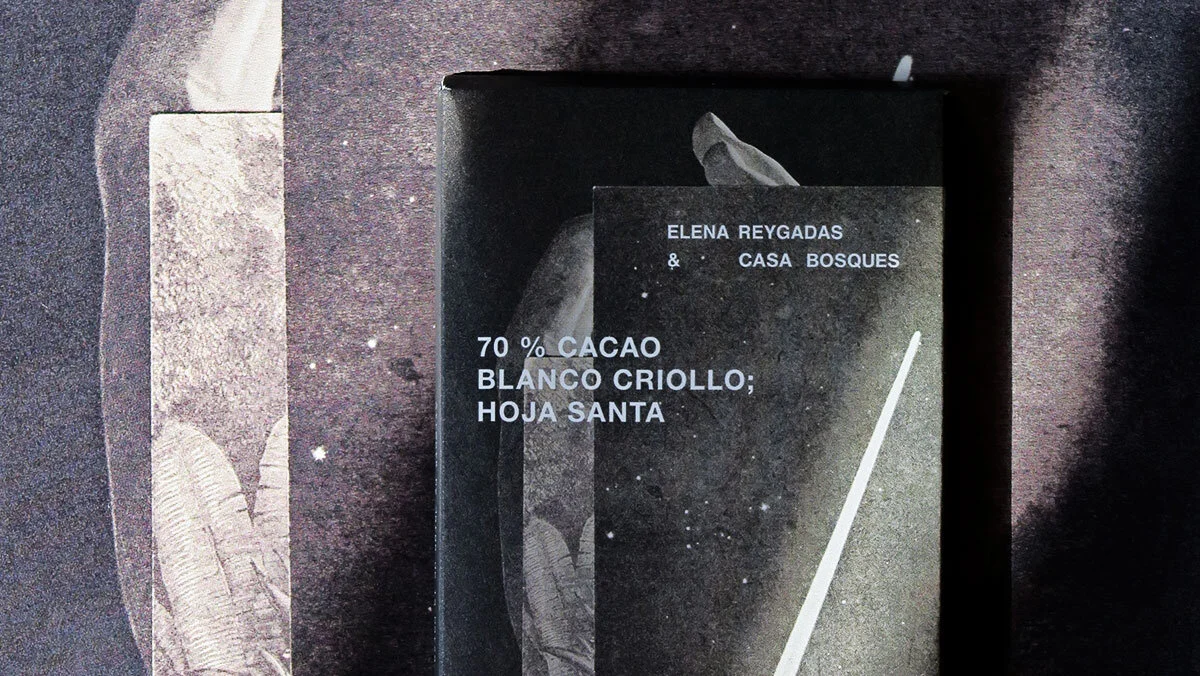 ELENA REYGADAS
& CASA BOSQUES
70 % CACAO
BLANCO CRIOLLO;
HOJA SANTA